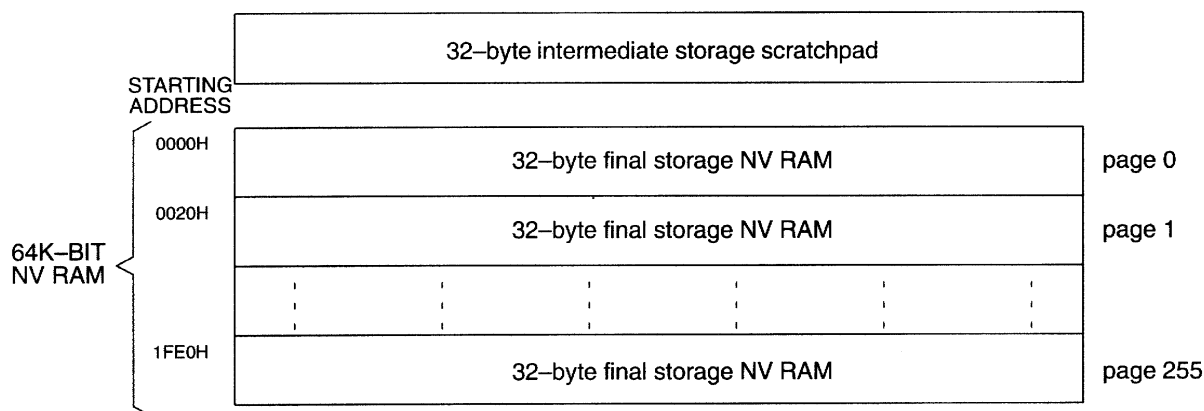 32–byte intermediate storage scratchpad
STARTING
ADDRESS
0000H
32–byte final storage NV RAM
page 0
0020H
32–byte final storage NV RAM
page 1
64K–BIT
NV RAM
1FE0H
32–byte final storage NV RAM
page 255